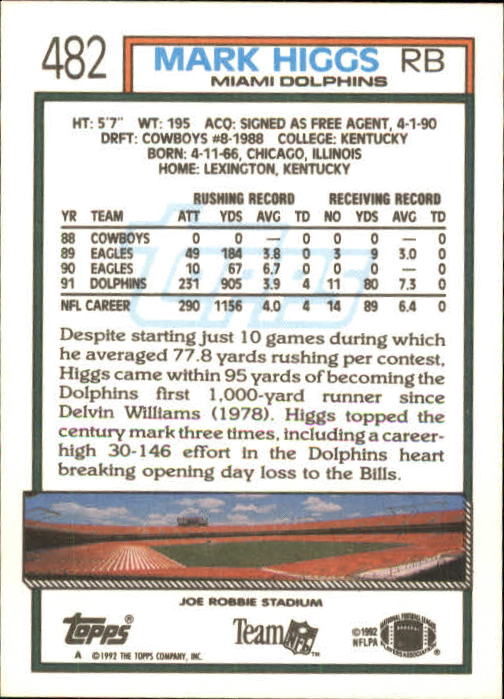 482 MARK HIGGS RB
MIAMI DOLPHINS
HT: 5'7" WT: 195 ACQ: SIGNED AS FREE AGENT, 4-1-90
DRFT: COWBOYS #8-1988 COLLEGE: KENTUCKY
BORN: 4-11-66, CHICAGO, ILLINOIS
HOME: LEXINGTON, KENTUCKY
RUSHING RECORD RECEIVING RECORD
YR TEAM ATT YDS AVG TD NO YDS AVG TD
88 COWBOYS 0 0 — 0 0 0 — 0
89 EAGLES 49 184 3.8 0 3 9 3.0 0
90 EAGLES 10 67 6.7 0 0 0 — 0
91 DOLPHINS 231 905 3.9 4 11 80 7.3 0
NFL CAREER 290 1156 4.0 4 14 89 6.4 0
Despite starting just 10 games during which
he averaged 77.8 yards rushing per contest,
Higgs came within 95 yards of becoming the
Dolphins first 1,000-yard runner since
Delvin Williams (1978). Higgs topped the
century mark three times, including a career-
high 30-146 effort in the Dolphins heart
breaking opening day loss to the Bills.
JOE ROBBIE STADIUM
TOPPS® Team NFL™ ©1992
NFLPA
A ©1992 THE TOPPS COMPANY, INC.